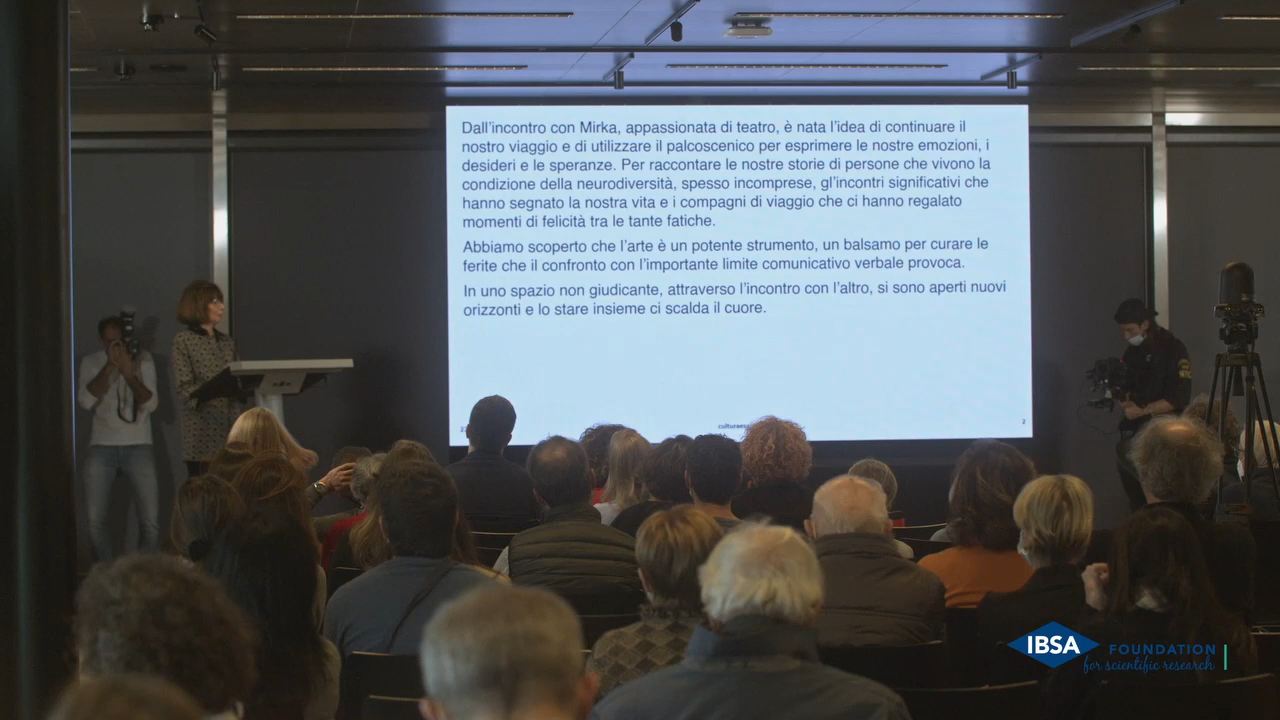 Dall'incontro con Mirka, appassionata di teatro, è nata l'idea di continuare il
nostro viaggio e di utilizzare il palcoscenico per esprimere le nostre emozioni, i
desideri e le speranze. Per raccontare le nostre storie di persone che vivono la
condizione della neurodiversità, spesso incomprese, gl'incontri significativi che
hanno segnato la nostra vita e i compagni di viaggio che ci hanno regalato
momenti di felicità tra le tante fatiche.
Abbiamo scoperto che l'arte è un potente strumento, un balsamo per curare le
ferite che il confronto con l'importante limite comunicativo verbale provoca.
In uno spazio non giudicante, attraverso l'incontro con l'altro, si sono aperti nuovi
orizzonti e lo stare insieme ci scalda il cuore.
2
IBSA FOUNDATION
for scientific research